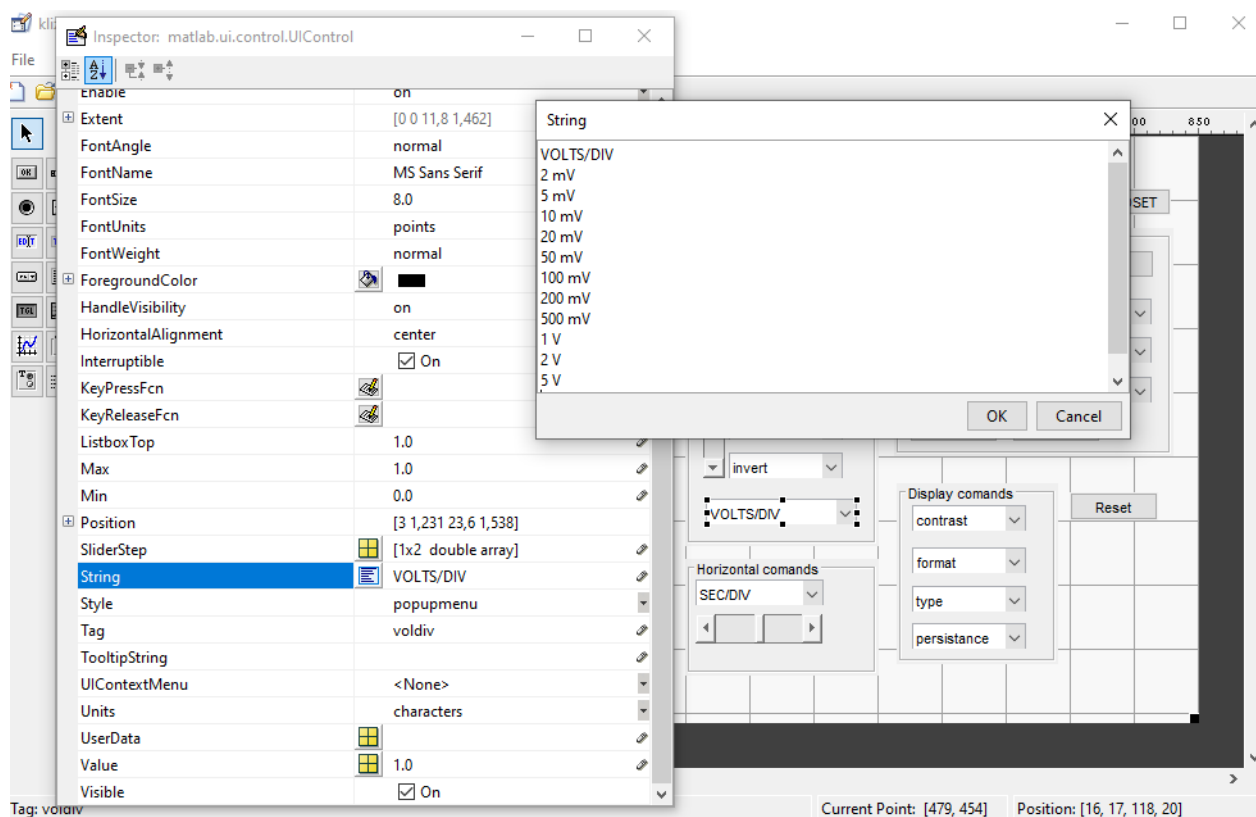 Inspector: matlab.ui.control.UIControl
File
Enable on
Extent [0 0 11,8 1,462]
FontAngle normal
FontName MS Sans Serif
FontSize 8.0
FontUnits points
FontWeight normal
ForegroundColor
HandleVisibility on
HorizontalAlignment center
Interruptible On
KeyPressFcn
KeyReleaseFcn
ListboxTop 1.0
Max 1.0
Min 0.0
Position [3 1,231 23,6 1,538]
SliderStep [1x2 double array]
String VOLTS/DIV
Style popupmenu
Tag voldiv
TooltipString
UIContextMenu <None>
Units characters
UserData
Value 1.0
Visible On
String
VOLTS/DIV
2 mV
5 mV
10 mV
20 mV
50 mV
100 mV
200 mV
500 mV
1 V
2 V
5 V
OK Cancel
850
invert
VOLTS/DIV
Horizontal comands
SEC/DIV
Display comands
contrast
format
type
persistance
Reset
Tag: voldiv
Current Point: [479, 454] Position: [16, 17, 118, 20]